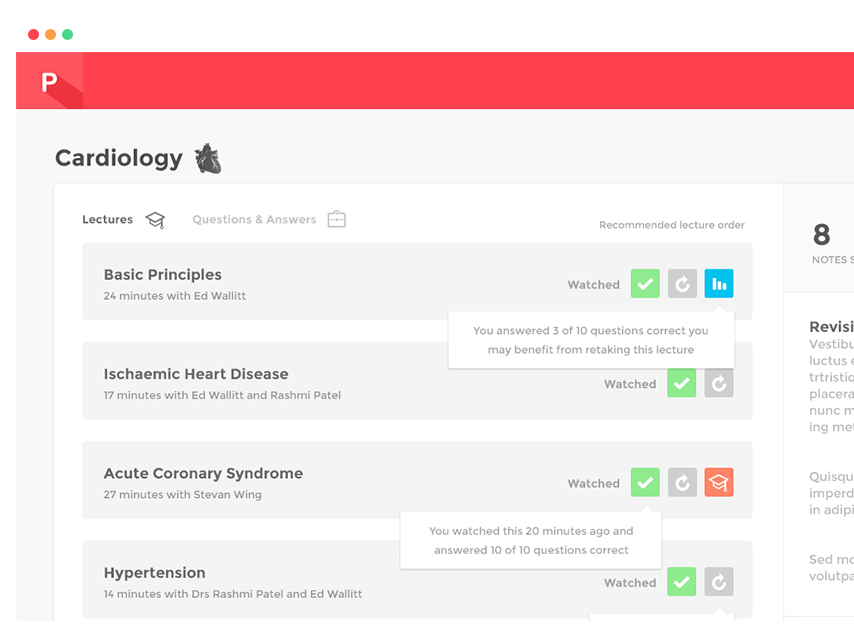 P
Cardiology
Lectures
Questions & Answers
Recommended lecture order
Basic Principles
24 minutes with Ed Wallitt
Watched
You answered 3 of 10 questions correct you
may benefit from retaking this lecture
Ischaemic Heart Disease
17 minutes with Ed Wallitt and Rashmi Patel
Watched
Acute Coronary Syndrome
27 minutes with Stevan Wing
Watched
You watched this 20 minutes ago and
answered 10 of 10 questions correct
Hypertension
14 minutes with Drs Rashmi Patel and Ed Wallitt
Watched
8
NOTES S
Revisi
Vestibu
luctus e
trtristiq
placera
nunc m
ing met
Quisqu
imperd
in adipi
Sed mo
volutpa